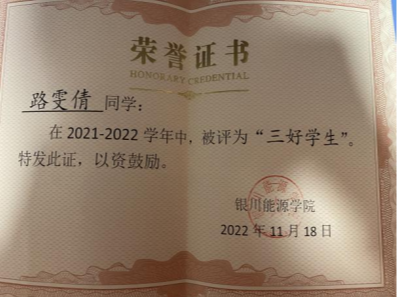 荣誉证书
HONORARY CREDENTIAL
路雯倩 同学：
在 2021-2022 学年中，被评为“三好学生”。
特发此证，以资鼓励。
银川能源学院
2022 年 11 月 18 日